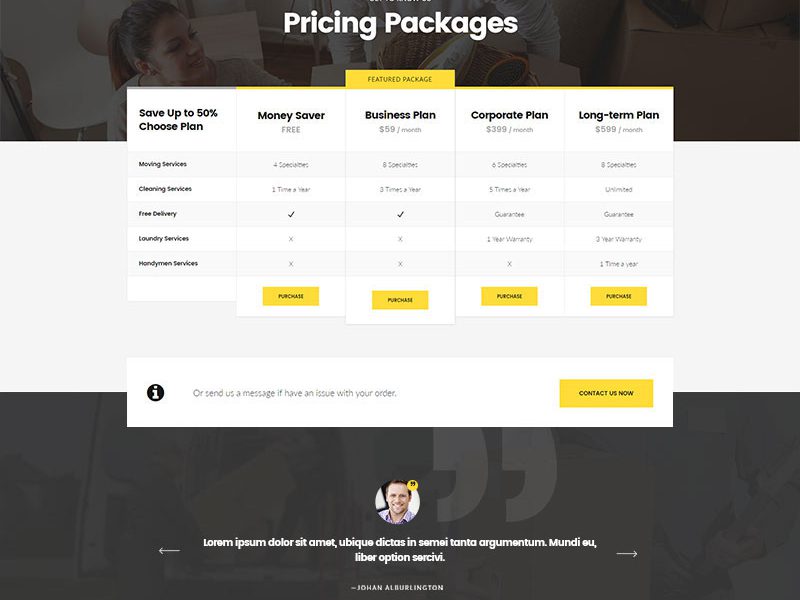 Pricing Packages
FEATURED PACKAGE
Save Up to 50%
Choose Plan
Money Saver
FREE
Business Plan
$59 / month
Corporate Plan
$399 / month
Long-term Plan
$599 / month
Moving Services
4 Specialties
8 Specialties
6 Specialties
8 Specialties
Cleaning Services
1 Time a Year
3 Times a Year
5 Times a Year
Unlimited
Free Delivery
Guarantee
Guarantee
Laundry Services
X
X
1 Year Warranty
3 Year Warranty
Handymen Services
X
X
X
1 Time a year
PURCHASE
PURCHASE
PURCHASE
PURCHASE
Or send us a message if have an issue with your order.
CONTACT US NOW
Lorem ipsum dolor sit amet, ubique dictas in semei tanta argumentum. Mundi eu,
liber option sercivi.
—JOHAN ALBURLINGTON